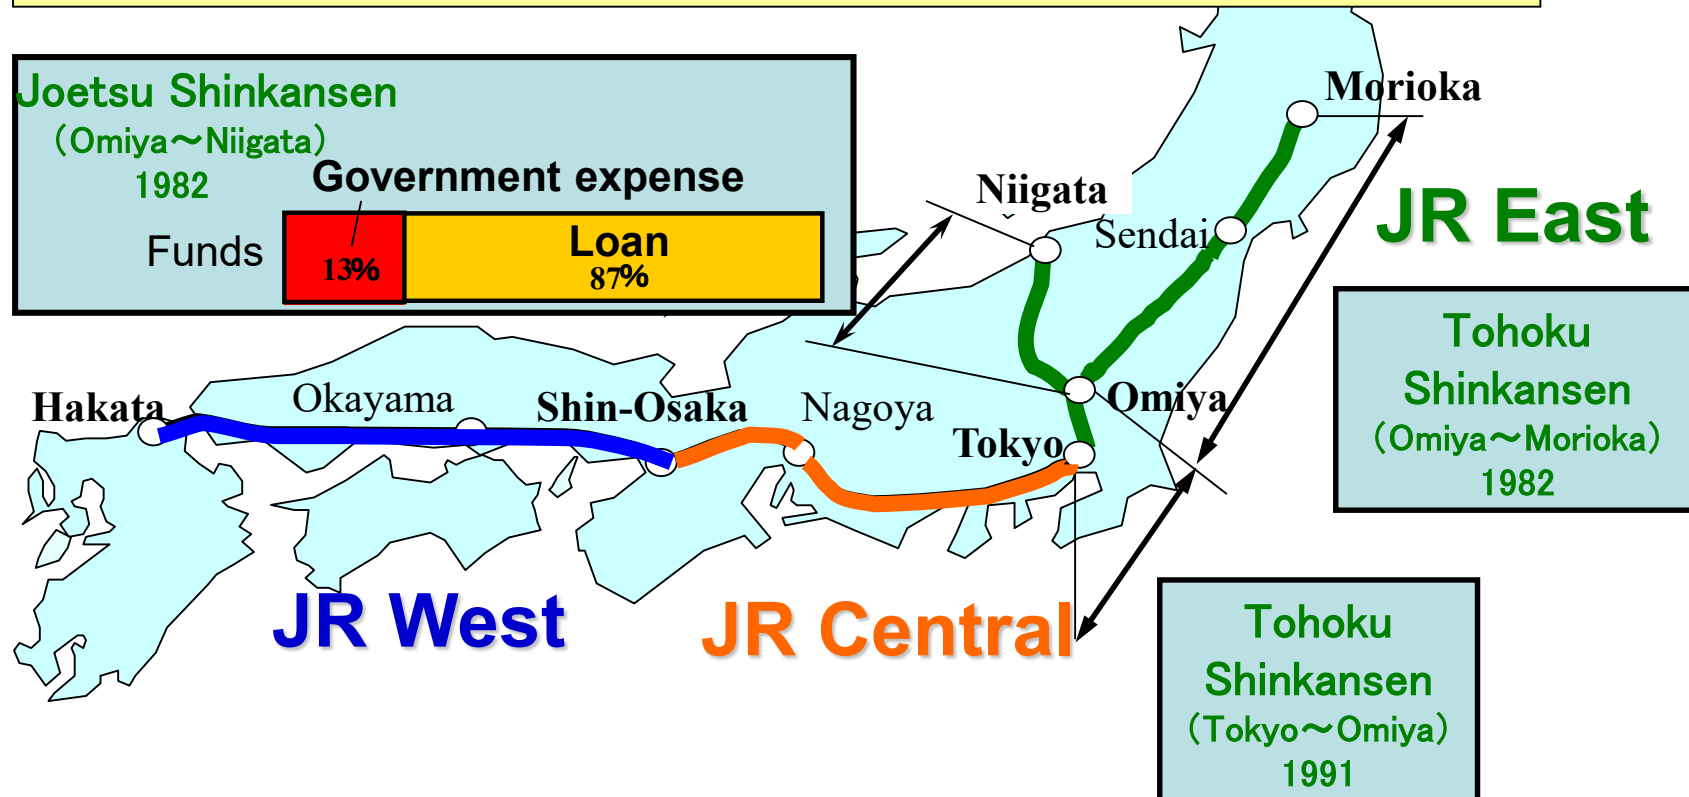 Joetsu Shinkansen
（Omiya～Niigata）
1982
Government expense
Funds
13%
Loan
87%
Morioka
Niigata
Sendai
JR East
Tohoku
Shinkansen
（Omiya～Morioka）
1982
Hakata
Okayama
Shin-Osaka
Nagoya
Omiya
Tokyo
JR West
JR Central
Tohoku
Shinkansen
（Tokyo～Omiya）
1991